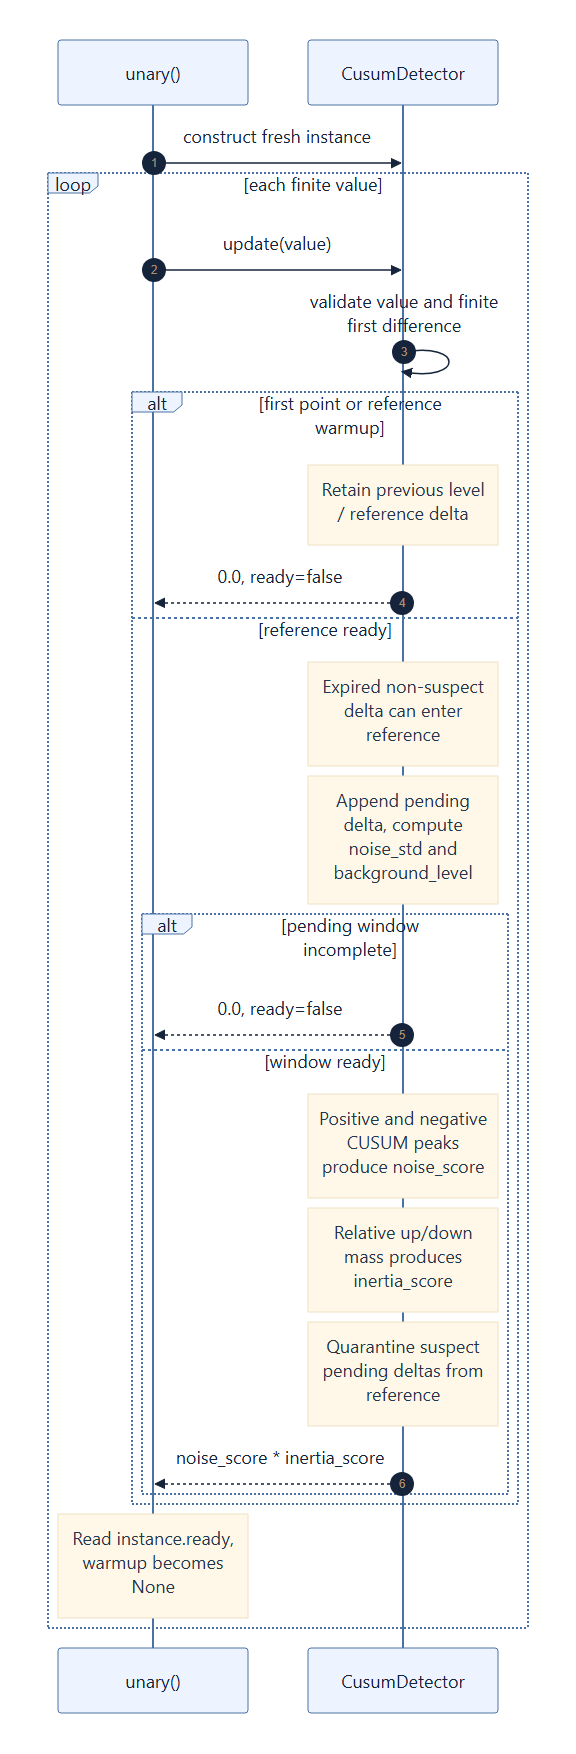 unary()
CusumDetector
construct fresh instance
1
loop
[each finite value]
update(value)
2
validate value and finite
first difference
3
alt
[first point or reference
warmup]
Retain previous level
/ reference delta
0.0, ready=false
4
[reference ready]
Expired non-suspect
delta can enter
reference
Append pending
delta, compute
noise_std and
background_level
alt
[pending window
incomplete]
0.0, ready=false
5
[window ready]
Positive and negative
CUSUM peaks
produce noise_score
Relative up/down
mass produces
inertia_score
Quarantine suspect
pending deltas from
reference
noise_score * inertia_score
6
Read instance.ready,
warmup becomes
None
unary()
CusumDetector